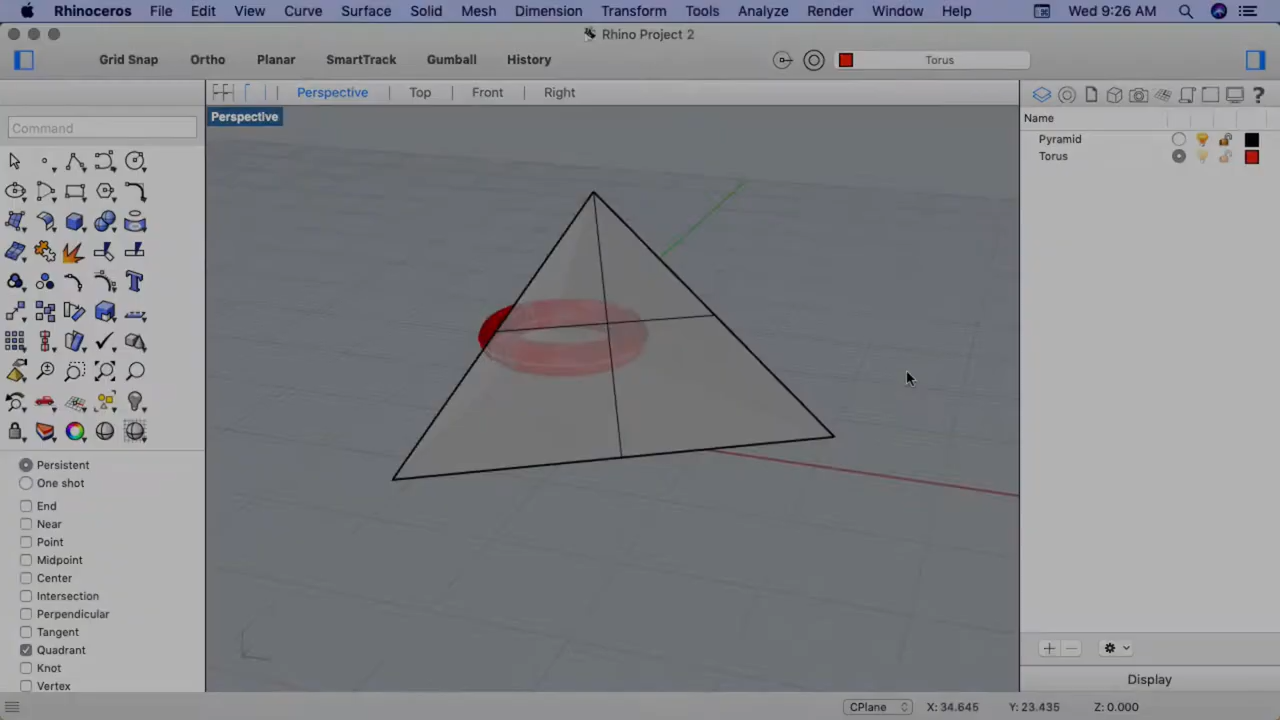 Rhinoceros File Edit View Curve Surface Solid Mesh Dimension Transform Tools Analyze Render Window Help Wed 9:26 AM
Rhino Project 2
Grid Snap Ortho Planar SmartTrack Gumball History Torus
Perspective Top Front Right
Perspective
Command
Name
Pyramid
Torus
Persistent
One shot
End
Near
Point
Midpoint
Center
Intersection
Perpendicular
Tangent
Quadrant
Knot
Vertex
Display
CPlane X: 34.645 Y: 23.435 Z: 0.000